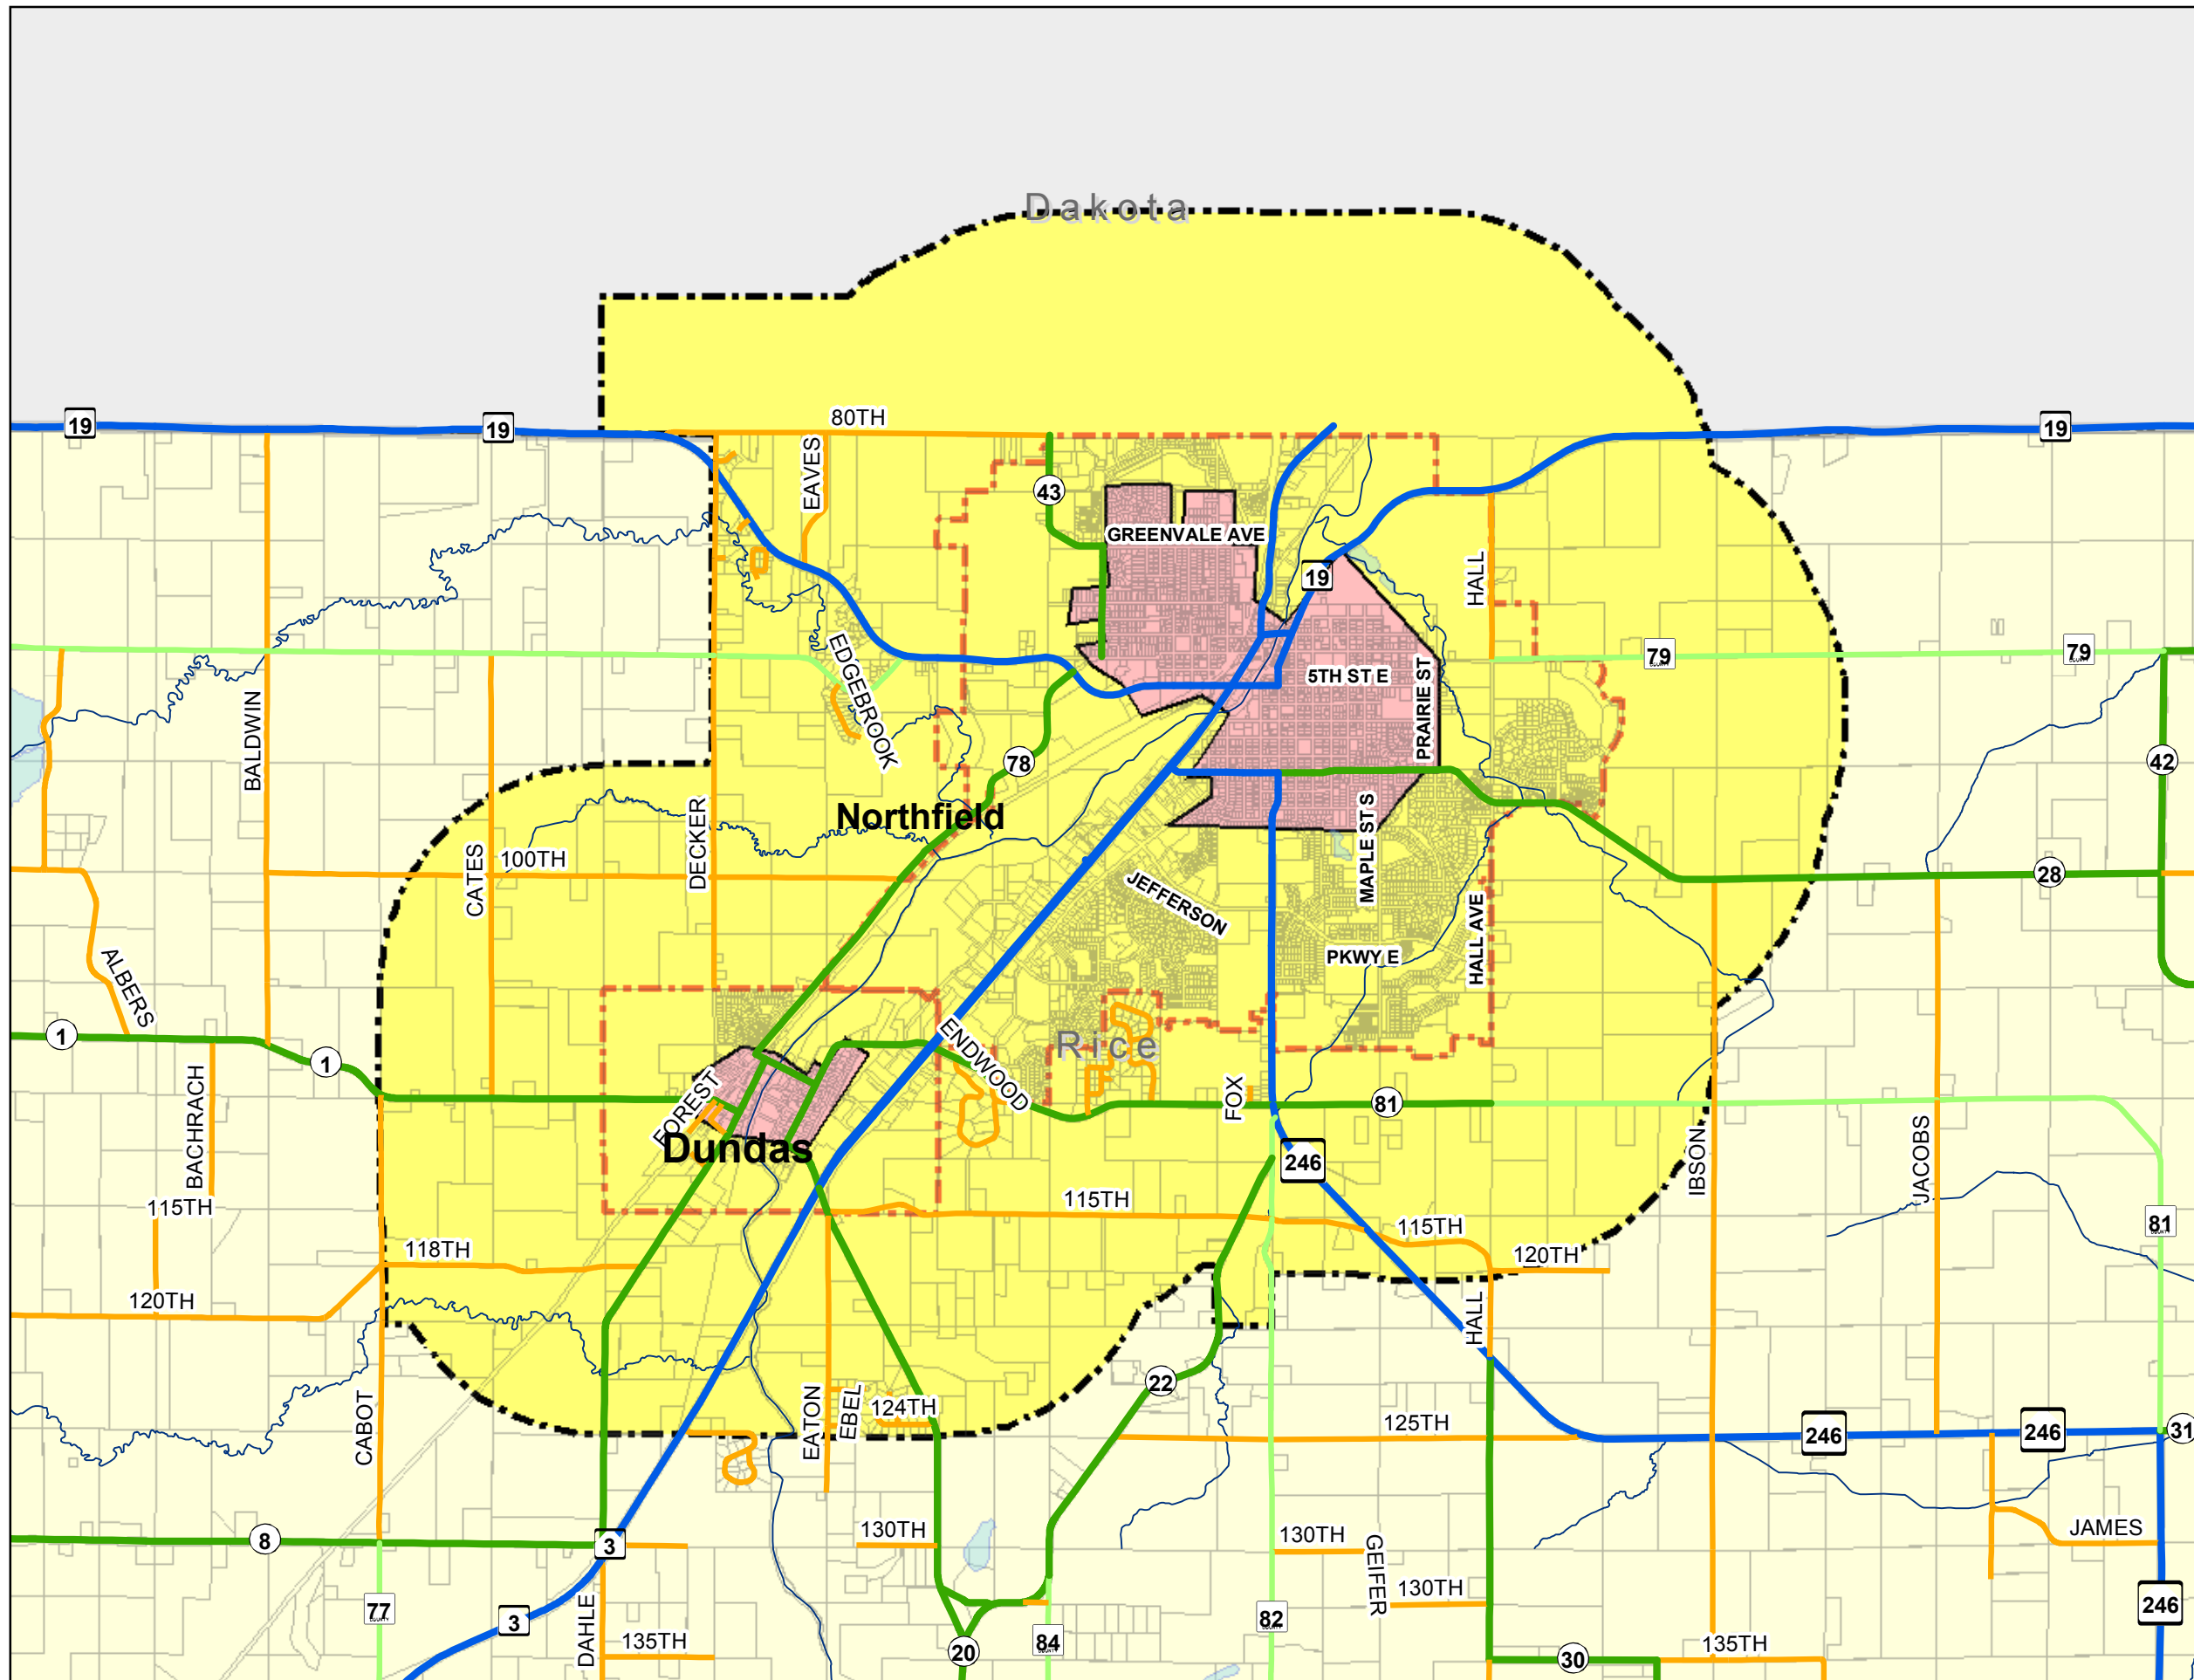 Dakota
80TH
19
19
19
EAVES
43
GREENVALE AVE
19
HALL
EDGEBROOK
79
79
5TH ST E
PRAIRIE ST
BALDWIN
78
42
Northfield
DECKER
MAPLE ST S
CATES
100TH
JEFFERSON
28
HALL AVE
PKWY E
ALBERS
1
1
ENDWOOD
Rice
BACHRACH
FOREST
FOX
81
Dundas
246
IBSON
JACOBS
115TH
115TH
115TH
81
118TH
120TH
120TH
HALL
CABOT
22
EATON
EBEL
124TH
125TH
246
246
31
8
3
130TH
130TH
JAMES
GEIFER
77
COUNTY
3
DAHLE
135TH
20
84
82
130TH
246
30
135TH